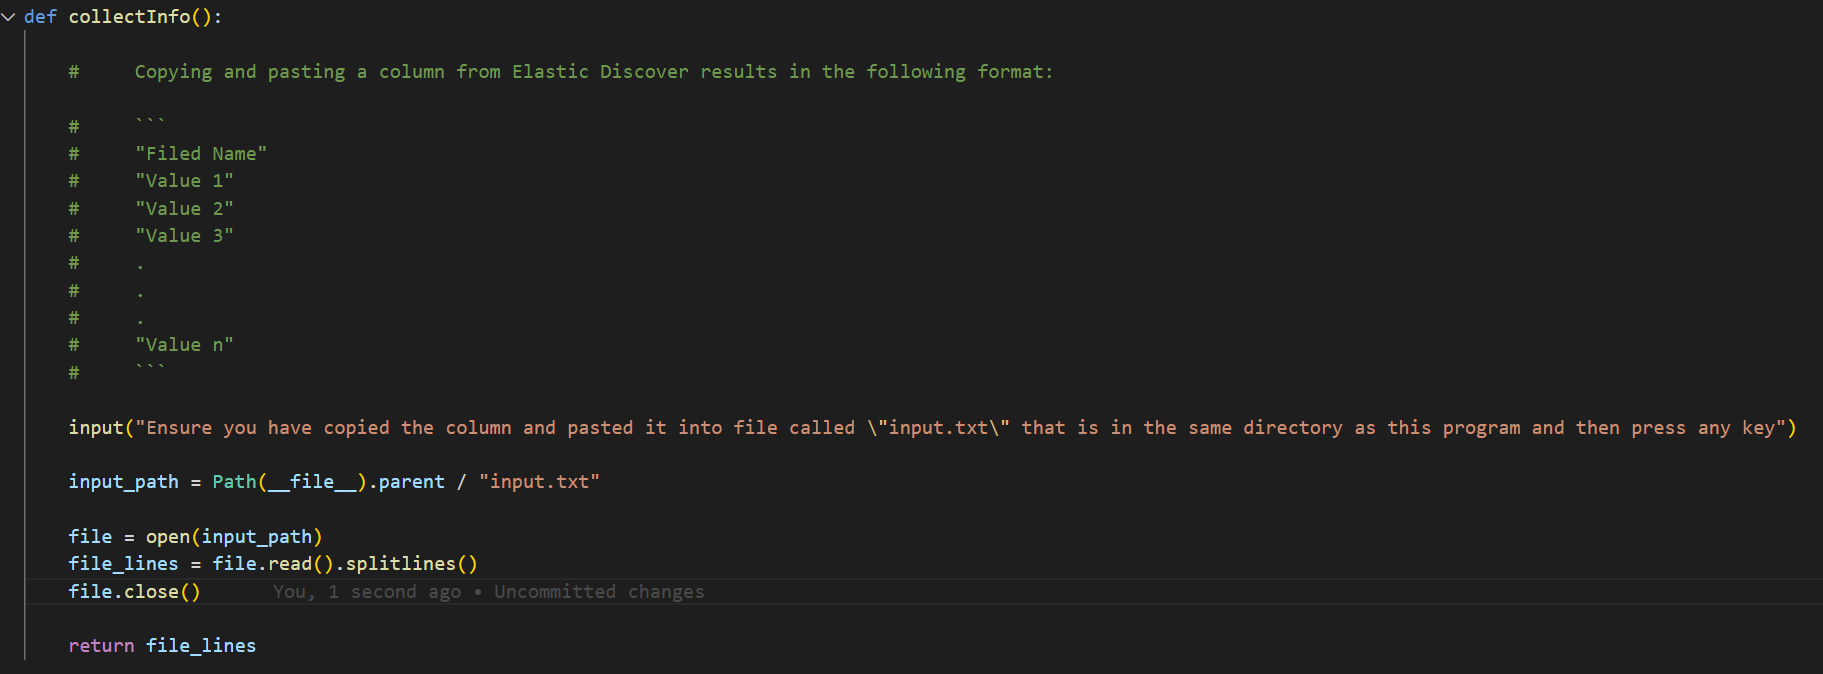 def collectInfo():
#     Copying and pasting a column from Elastic Discover results in the following format:
#     ```
#     "Filed Name"
#     "Value 1"
#     "Value 2"
#     "Value 3"
#     .
#     .
#     .
#     "Value n"
#     ```
input("Ensure you have copied the column and pasted it into file called \"input.txt\" that is in the same directory as this program and then press any key")
input_path = Path(__file__).parent / "input.txt"
file = open(input_path)
file_lines = file.read().splitlines()
file.close()      You, 1 second ago • Uncommitted changes
return file_lines